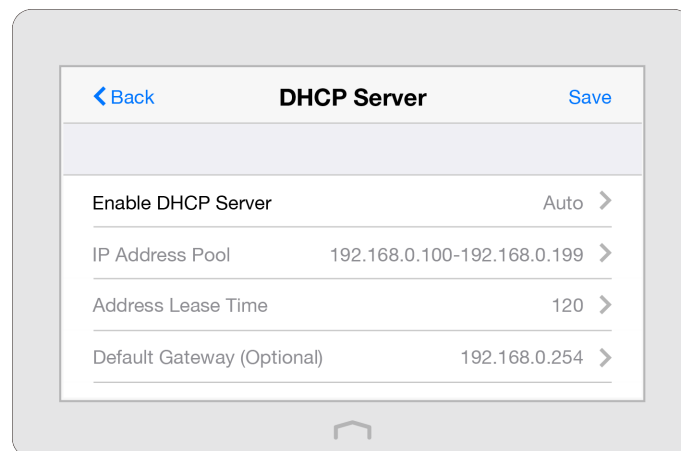 Back DHCP Server Save
Enable DHCP Server Auto
IP Address Pool 192.168.0.100-192.168.0.199
Address Lease Time 120
Default Gateway (Optional) 192.168.0.254